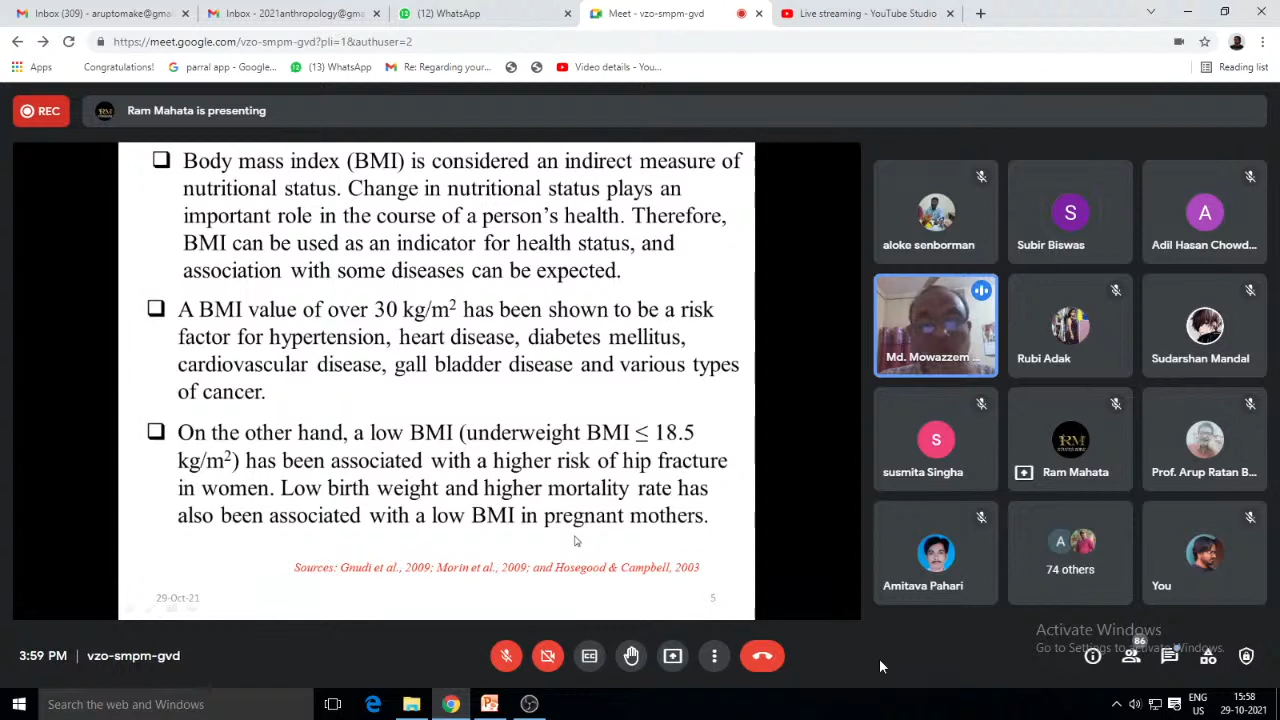 Inbox (309) - aruptomake@gmai
Inbox - 2021anthropology@gma
(12) WhatsApp
Meet - vzo-smpm-gvd
Live streaming - YouTube Studio
https://meet.google.com/vzo-smpm-gvd?pli=1&authuser=2
Apps
Congratulations!
parral app - Google...
(13) WhatsApp
Re: Regarding your...
Video details - You...
Reading list
REC
RM
Ram Mahata is presenting
❑ Body mass index (BMI) is considered an indirect measure of
nutritional status. Change in nutritional status plays an
important role in the course of a person's health. Therefore,
BMI can be used as an indicator for health status, and
association with some diseases can be expected.
❑ A BMI value of over 30 kg/m² has been shown to be a risk
factor for hypertension, heart disease, diabetes mellitus,
cardiovascular disease, gall bladder disease and various types
of cancer.
❑ On the other hand, a low BMI (underweight BMI ≤ 18.5
kg/m²) has been associated with a higher risk of hip fracture
in women. Low birth weight and higher mortality rate has
also been associated with a low BMI in pregnant mothers.
Sources: Gnudi et al., 2009; Morin et al., 2009; and Hosegood & Campbell, 2003
29-Oct-21
5
aloke senborman
S
Subir Biswas
A
Adil Hasan Chowd...
Md. Mowazzem ...
Rubi Adak
Sudarshan Mandal
S
susmita Singha
RM
Ram Mahata
Prof. Arup Ratan B...
Amitava Pahari
A
74 others
You
Activate Windows
Go to Settings to activate Windows.
3:59 PM | vzo-smpm-gvd
86
Search the web and Windows
ENG
US
15:58
29-10-2021